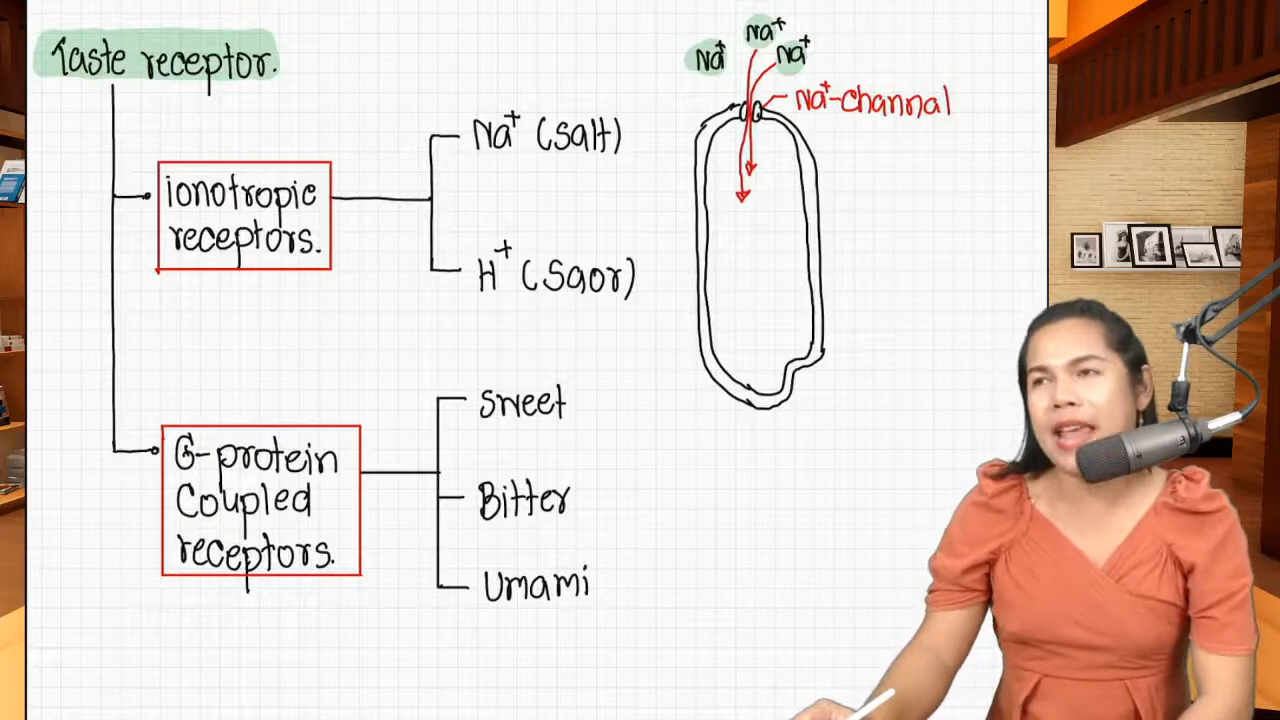 Taste receptor.
ionotropic
receptors.
Na+ (Salt)
H+ (Saor)
G-protein
Coupled
receptors.
Sweet
Bitter
Umami
Na+
Na+
Na+
Na+-channal